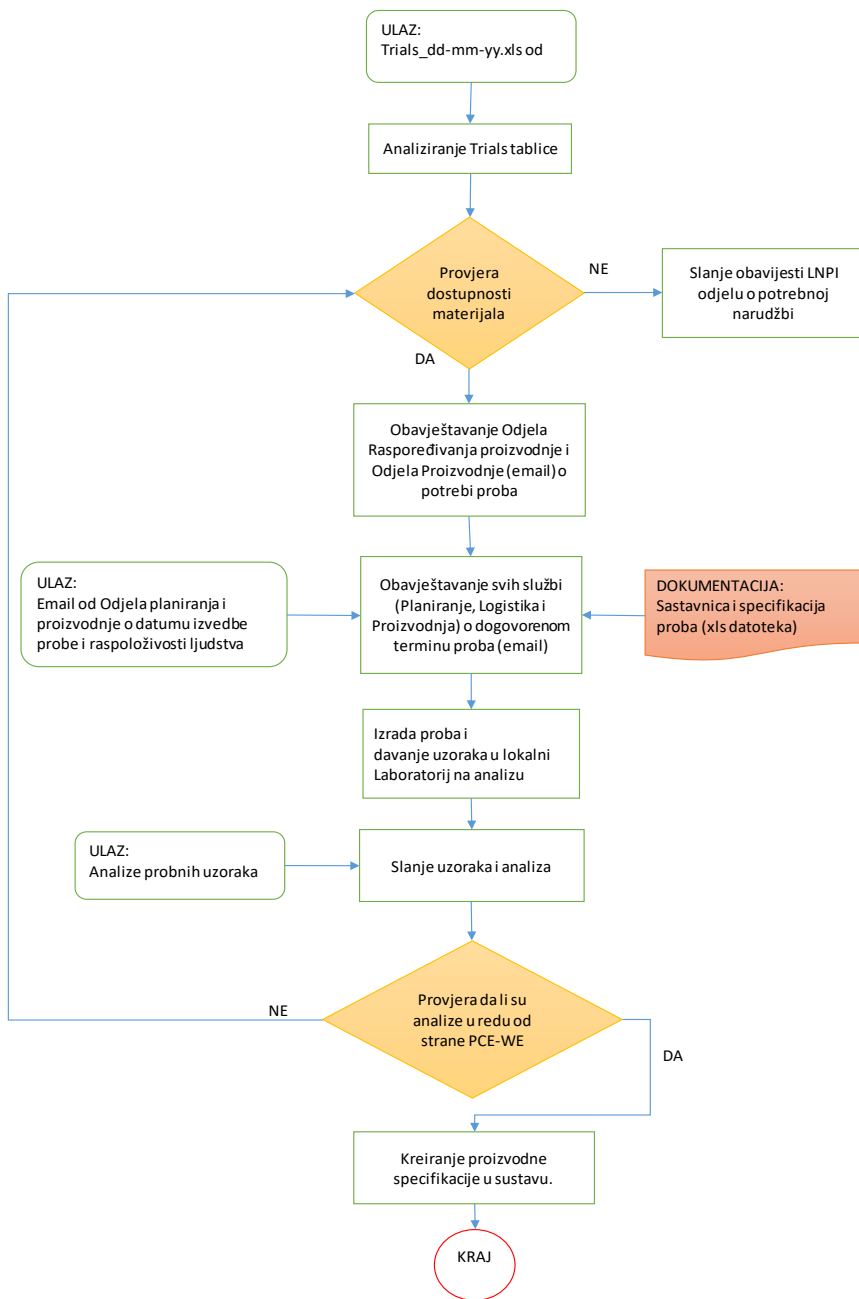 ULAZ:
Trials_dd-mm-yy.xls od
Analiziranje Trials tablice
Provjera
dostupnosti
materijala
NE
Slanje obavijesti LNPI
odjelu o potrebnoj
narudžbi
DA
Obavještavanje Odjela
Raspoređivanja proizvodnje i
Odjela Proizvodnje (email) o
potrebi proba
ULAZ:
Email od Odjela planiranja i
proizvodnje o datumu izvedbe
probe i raspoloživosti ljudstva
Obavještavanje svih službi
(Planiranje, Logistika i
Proizvodnja) o dogovorenom
terminu proba (email)
DOKUMENTACIJA:
Sastavnica i specifikacija
proba (xls datoteka)
Izrada proba i
davanje uzoraka u lokalni
Laboratorij na analizu
ULAZ:
Analize probnih uzoraka
Slanje uzoraka i analiza
NE
Provjera da li su
analize u redu od
strane PCE-WE
DA
Kreiranje proizvodne
specifikacije u sustavu.
KRAJ